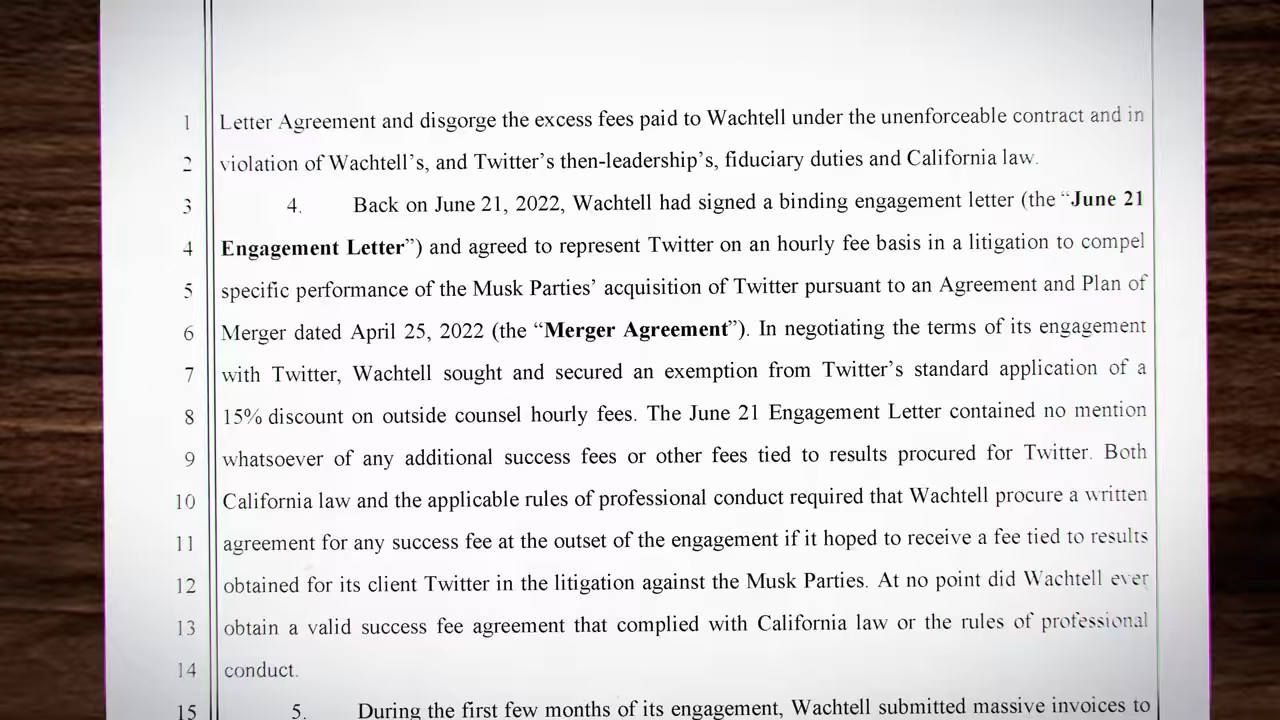 1 Letter Agreement and disgorge the excess fees paid to Wachtell under the unenforceable contract and in
2 violation of Wachtell’s, and Twitter’s then-leadership’s, fiduciary duties and California law.
3 4. Back on June 21, 2022, Wachtell had signed a binding engagement letter (the “June 21
4 Engagement Letter”) and agreed to represent Twitter on an hourly fee basis in a litigation to compel
5 specific performance of the Musk Parties’ acquisition of Twitter pursuant to an Agreement and Plan of
6 Merger dated April 25, 2022 (the “Merger Agreement”). In negotiating the terms of its engagement
7 with Twitter, Wachtell sought and secured an exemption from Twitter’s standard application of a
8 15% discount on outside counsel hourly fees. The June 21 Engagement Letter contained no mention
9 whatsoever of any additional success fees or other fees tied to results procured for Twitter. Both
10 California law and the applicable rules of professional conduct required that Wachtell procure a written
11 agreement for any success fee at the outset of the engagement if it hoped to receive a fee tied to results
12 obtained for its client Twitter in the litigation against the Musk Parties. At no point did Wachtell ever
13 obtain a valid success fee agreement that complied with California law or the rules of professional
14 conduct.
15 5. During the first few months of its engagement, Wachtell submitted massive invoices to